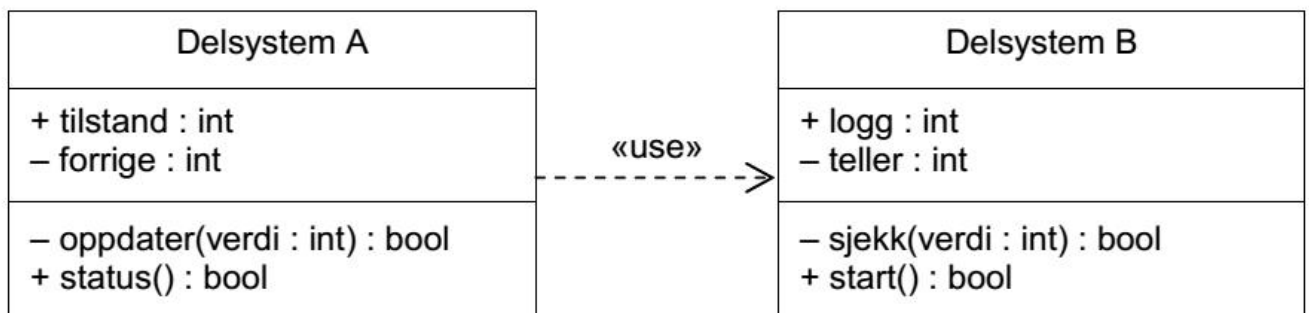 Delsystem A
+ tilstand : int
– forrige : int
– oppdater(verdi : int) : bool
+ status() : bool
«use»
Delsystem B
+ logg : int
– teller : int
– sjekk(verdi : int) : bool
+ start() : bool